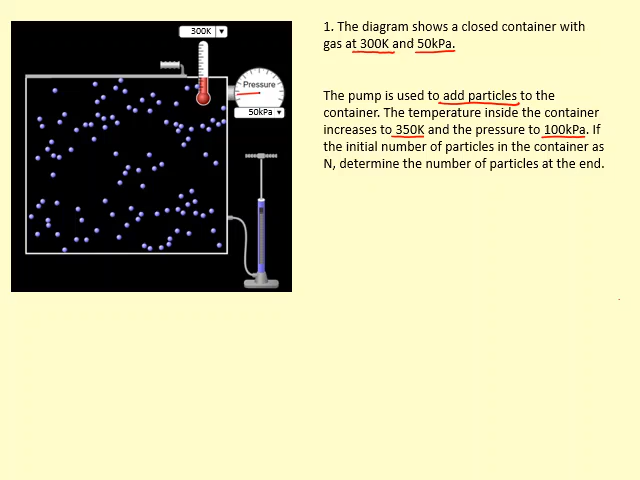 300K
Pressure
50kPa
1. The diagram shows a closed container with
gas at 300K and 50kPa.
The pump is used to add particles to the
container. The temperature inside the container
increases to 350K and the pressure to 100kPa. If
the initial number of particles in the container as
N, determine the number of particles at the end.